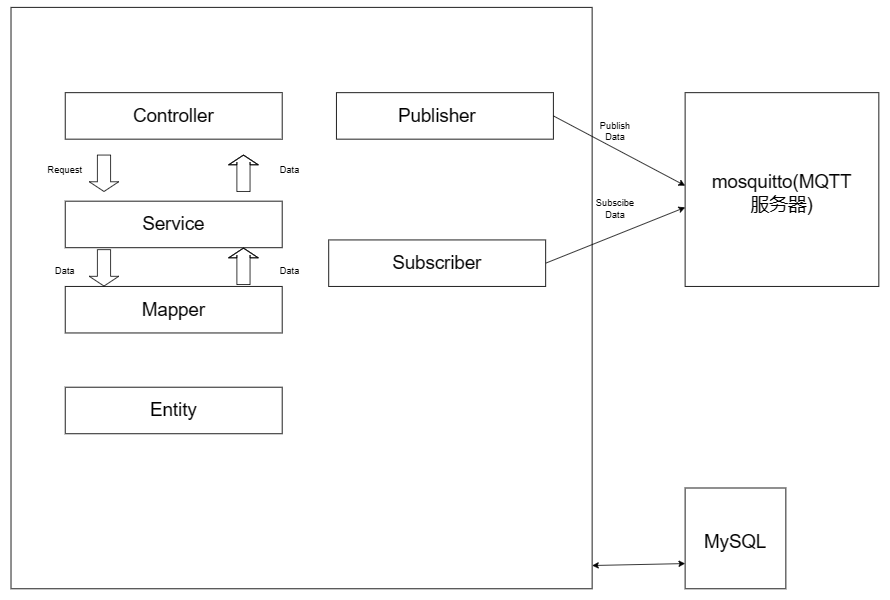 Controller
Publisher
Publish
Data
Request
Data
mosquitto(MQTT
服务器)
Service
Subscibe
Data
Subscriber
Data
Data
Mapper
Entity
MySQL